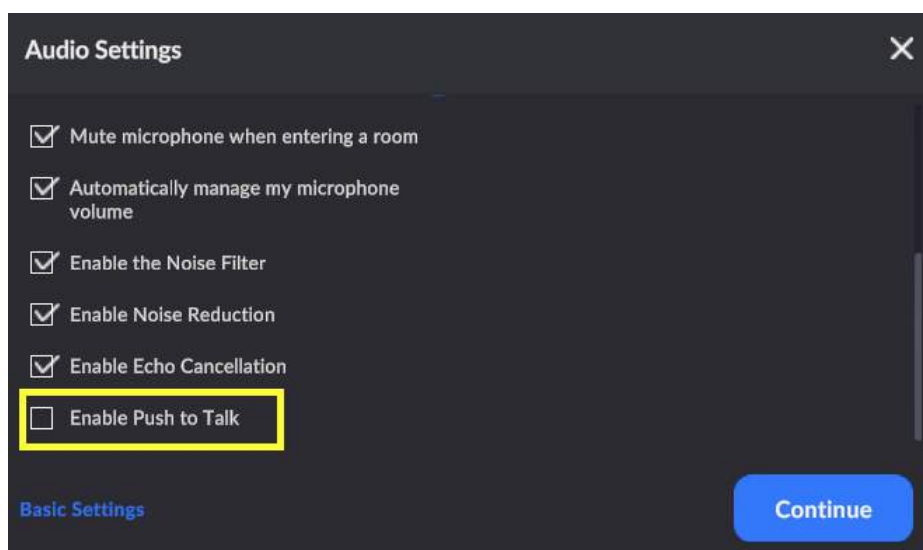 Audio Settings
Mute microphone when entering a room
Automatically manage my microphone
volume
Enable the Noise Filter
Enable Noise Reduction
Enable Echo Cancellation
Enable Push to Talk
Basic Settings
Continue